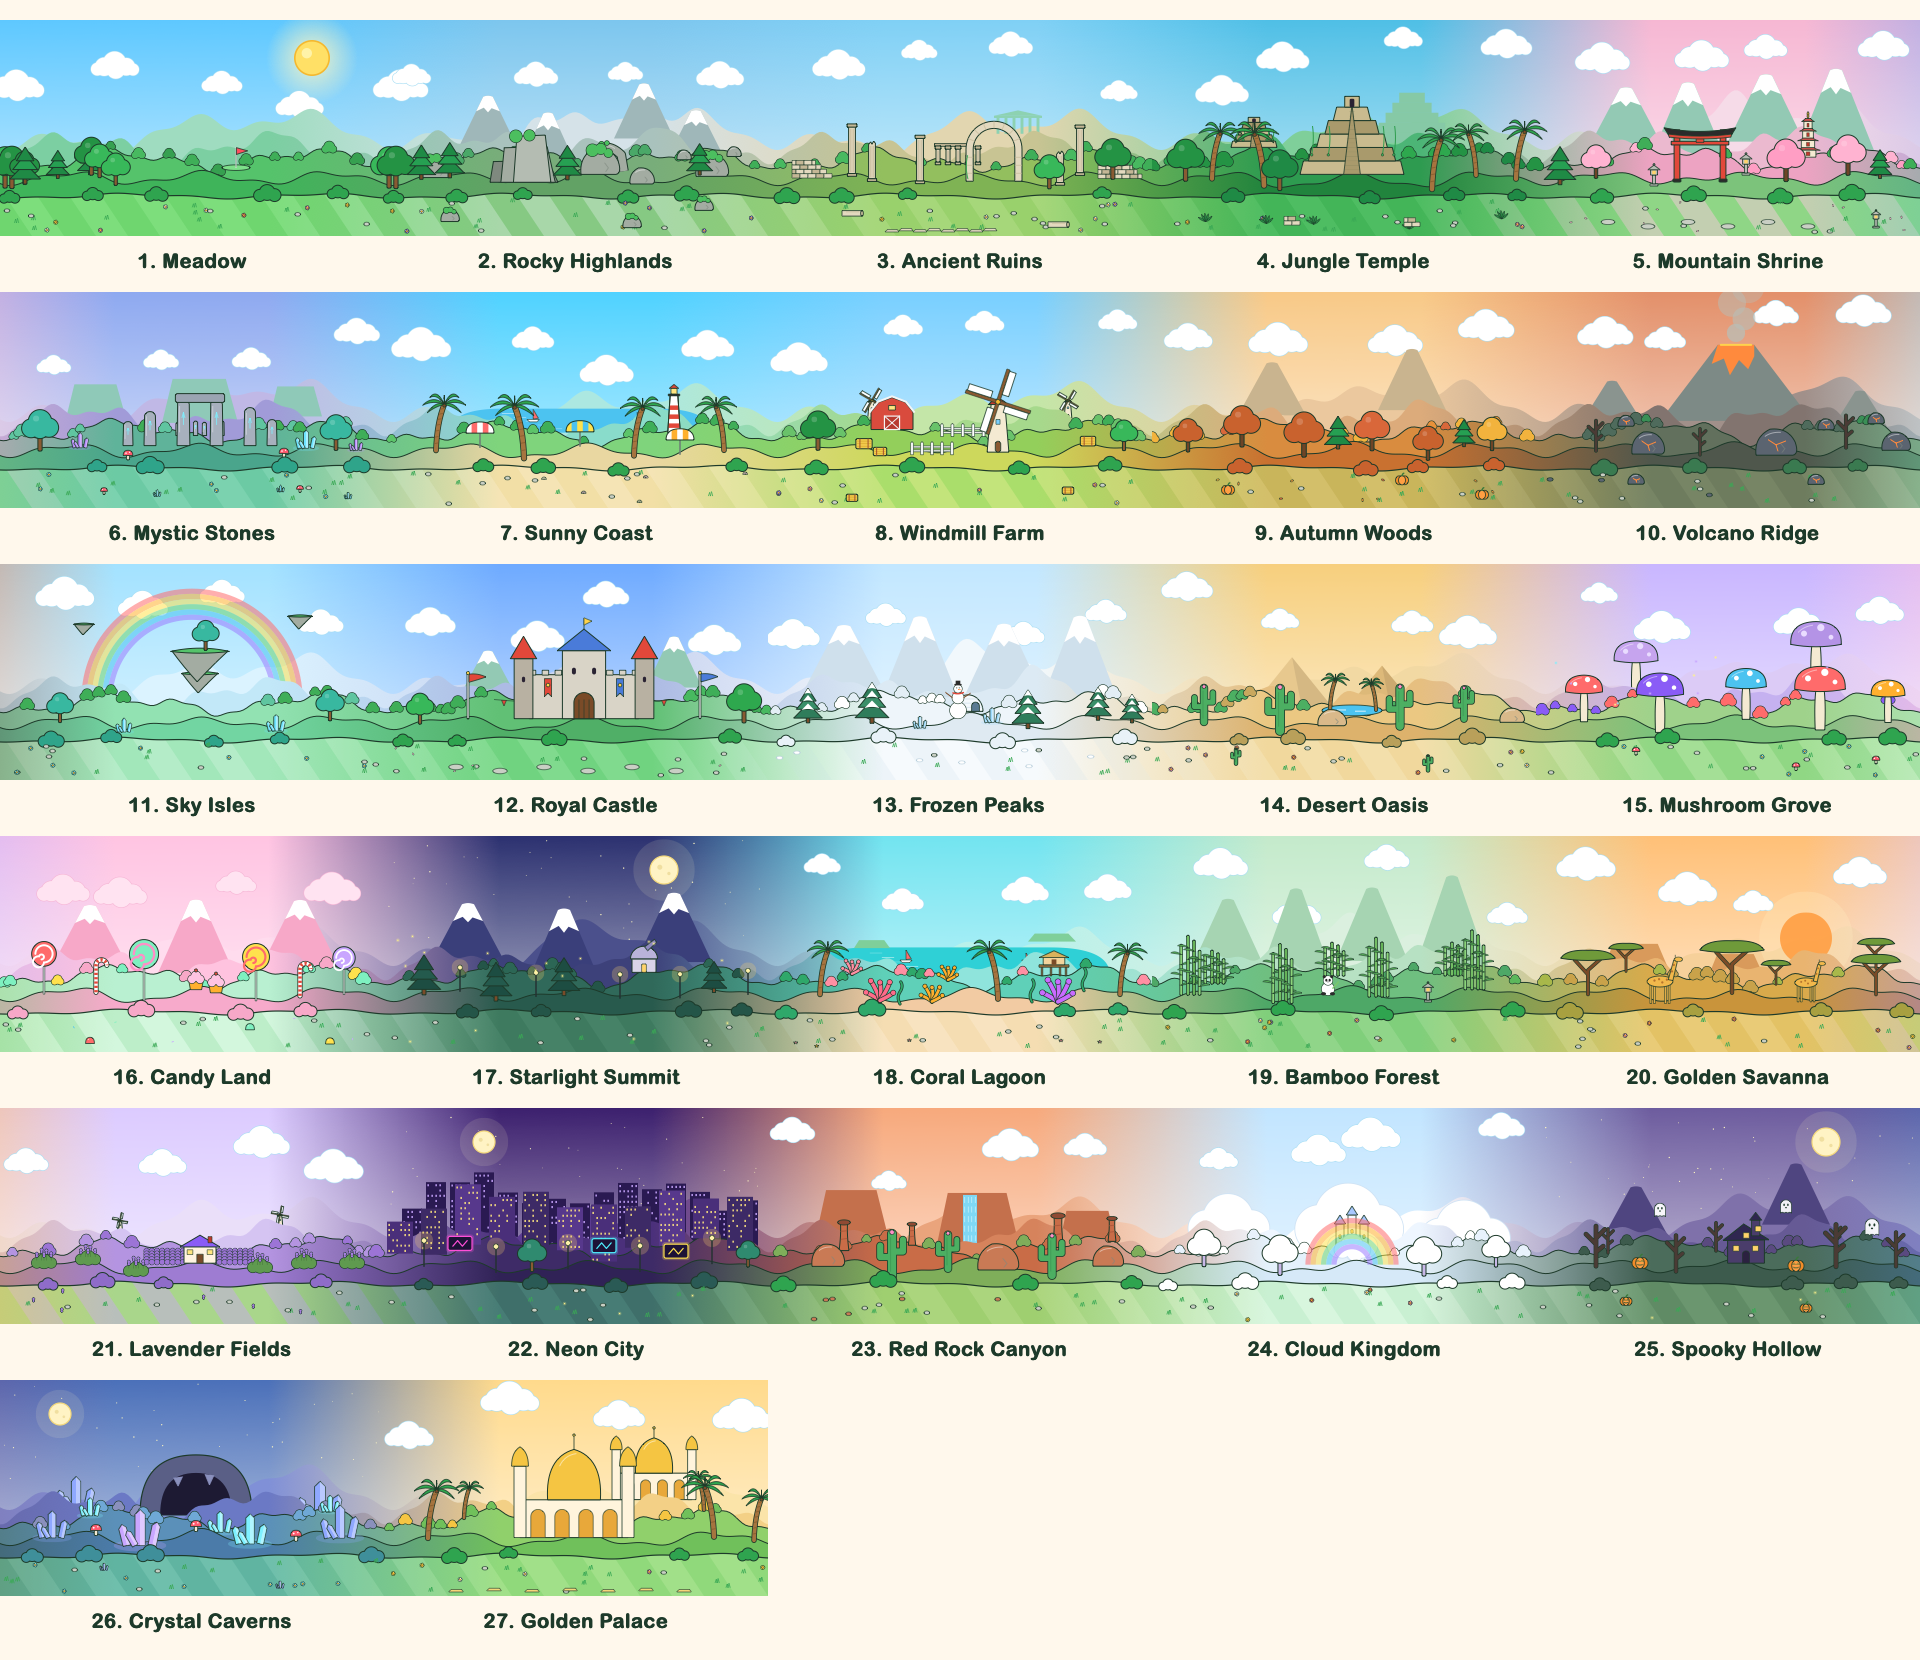 1. Meadow
2. Rocky Highlands
3. Ancient Ruins
4. Jungle Temple
5. Mountain Shrine
6. Mystic Stones
7. Sunny Coast
8. Windmill Farm
9. Autumn Woods
10. Volcano Ridge
11. Sky Isles
12. Royal Castle
13. Frozen Peaks
14. Desert Oasis
15. Mushroom Grove
16. Candy Land
17. Starlight Summit
18. Coral Lagoon
19. Bamboo Forest
20. Golden Savanna
21. Lavender Fields
22. Neon City
23. Red Rock Canyon
24. Cloud Kingdom
25. Spooky Hollow
26. Crystal Caverns
27. Golden Palace